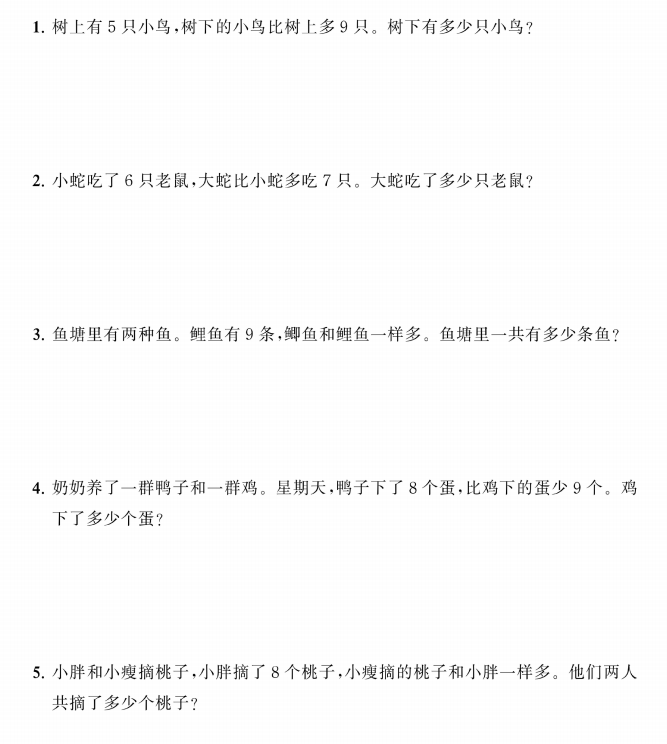 1. 树上有 5 只小鸟,树下的小鸟比树上多 9 只。树下有多少只小鸟?
2. 小蛇吃了 6 只老鼠,大蛇比小蛇多吃 7 只。大蛇吃了多少只老鼠?
3. 鱼塘里有两种鱼。鲤鱼有 9 条,鲫鱼和鲤鱼一样多。鱼塘里一共有多少条鱼?
4. 奶奶养了一群鸭子和一群鸡。星期天,鸭子下了 8 个蛋,比鸡下的蛋少 9 个。鸡
下了多少个蛋?
5. 小胖和小瘦摘桃子,小胖摘了 8 个桃子,小瘦摘的桃子和小胖一样多。他们两人
共摘了多少个桃子?